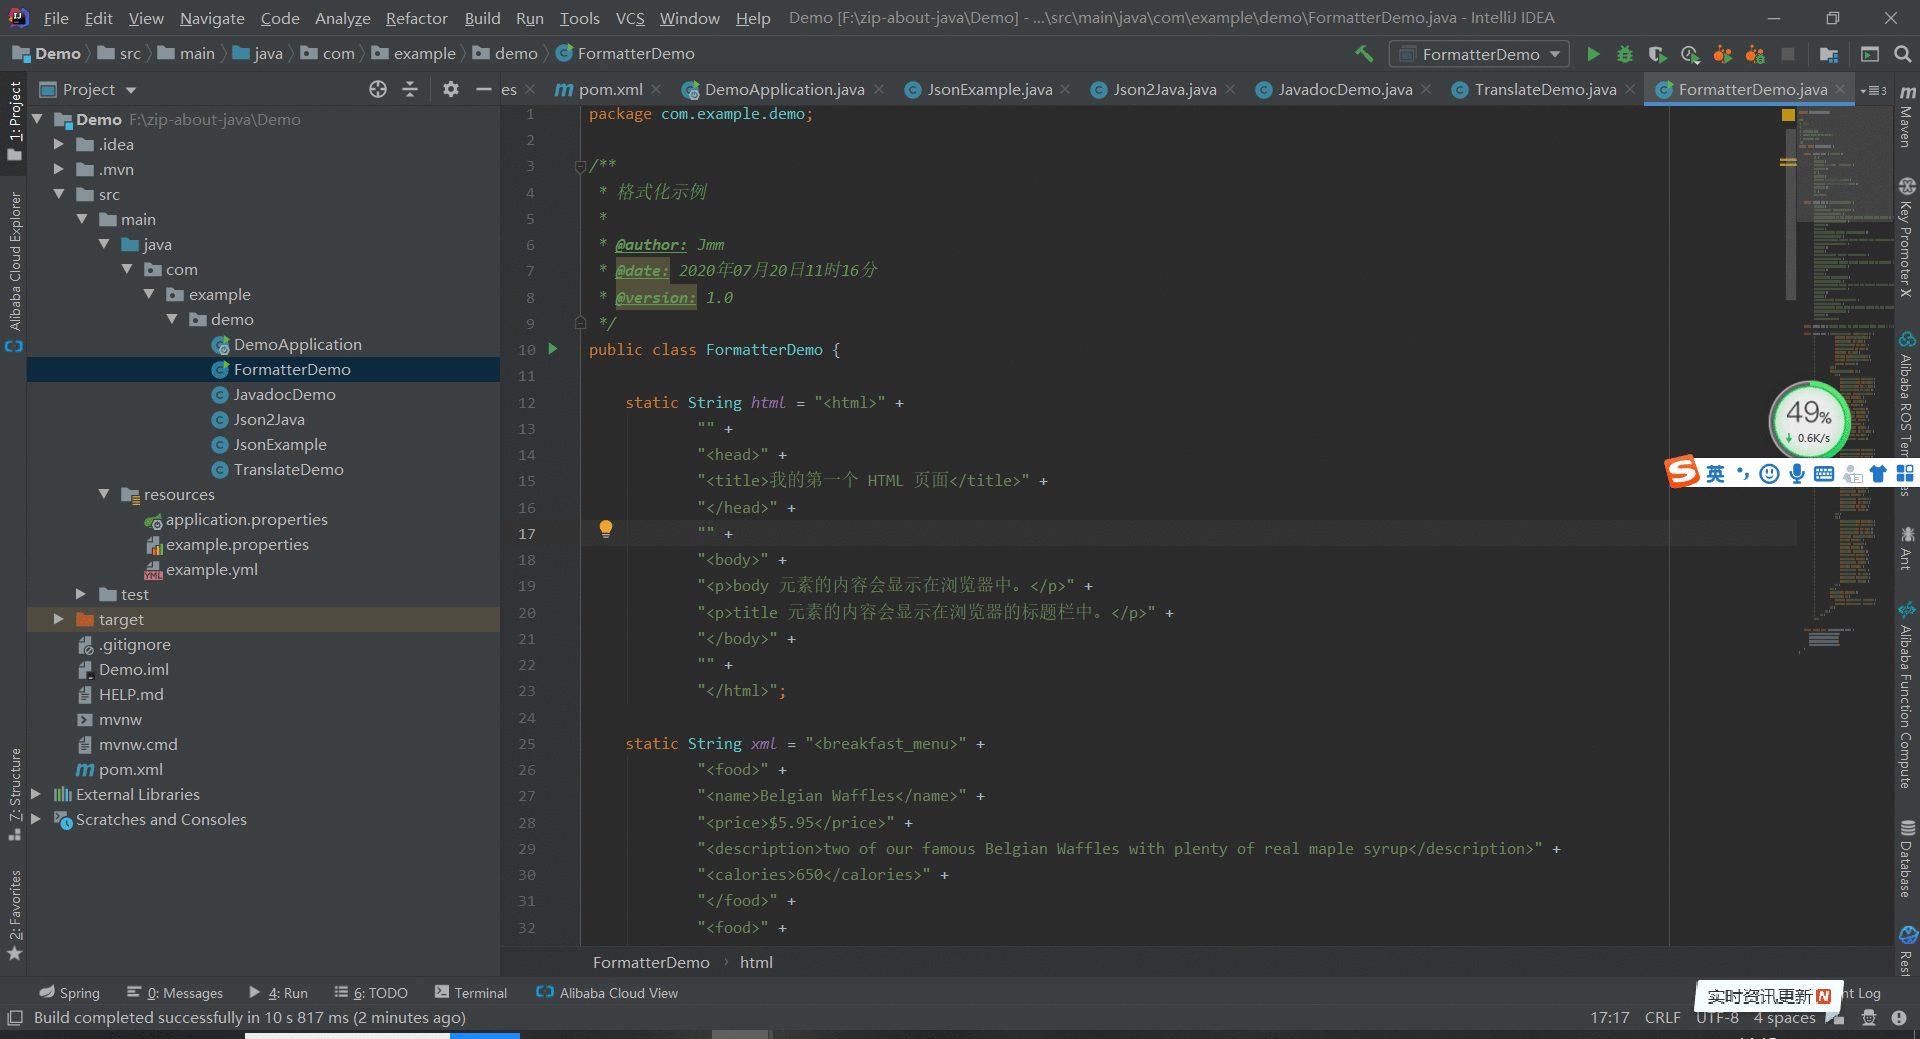 File Edit View Navigate Code Analyze Refactor Build Run Tools VCS Window Help Demo [F:\zip-about-java\Demo] - ...\src\main\java\com\example\demo\FormatterDemo.java - IntelliJ IDEA
Demo src main java com example demo FormatterDemo
FormatterDemo
Project
es pom.xml DemoApplication.java JsonExample.java Json2Java.java JavadocDemo.java TranslateDemo.java FormatterDemo.java 3
1: Project
Alibaba Cloud Explorer
7: Structure
2: Favorites
Demo F:\zip-about-java\Demo
.idea
.mvn
src
main
java
com
example
demo
DemoApplication
FormatterDemo
JavadocDemo
Json2Java
JsonExample
TranslateDemo
resources
application.properties
example.properties
example.yml
test
target
.gitignore
Demo.iml
HELP.md
mvnw
mvnw.cmd
pom.xml
External Libraries
Scratches and Consoles
1 package com.example.demo;
2
3 /**
4 * 格式化示例
5 *
6 * @author: Jmm
7 * @date: 2020年07月20日11时16分
8 * @version: 1.0
9 */
10 public class FormatterDemo {
11
12 static String html = "<html>" +
13 "" +
14 "<head>" +
15 "<title>我的第一个 HTML 页面</title>" +
16 "</head>" +
17 "" +
18 "<body>" +
19 "<p>body 元素的内容会显示在浏览器中。</p>" +
20 "<p>title 元素的内容会显示在浏览器的标题栏中。</p>" +
21 "</body>" +
22 "" +
23 "</html>";
24
25 static String xml = "<breakfast_menu>" +
26 "<food>" +
27 "<name>Belgian Waffles</name>" +
28 "<price>$5.95</price>" +
29 "<description>two of our famous Belgian Waffles with plenty of real maple syrup</description>" +
30 "<calories>650</calories>" +
31 "</food>" +
32 "<food>" +
FormatterDemo › html
Maven
Key Promoter X
Alibaba ROS Tem es
Ant
Alibaba Function Compute
Database
Rest
49%
0.6K/s
英
Spring 0: Messages 4: Run 6: TODO Terminal Alibaba Cloud View
实时资讯更新 nt Log
Build completed successfully in 10 s 817 ms (2 minutes ago)
17:17 CRLF UTF-8 4 spaces